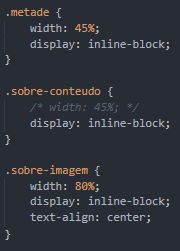 .metade {
    width: 45%;
    display: inline-block;
}

.sobre-conteudo {
    /* width: 45%; */
    display: inline-block;
}

.sobre-imagem {
    width: 80%;
    display: inline-block;
    text-align: center;
}